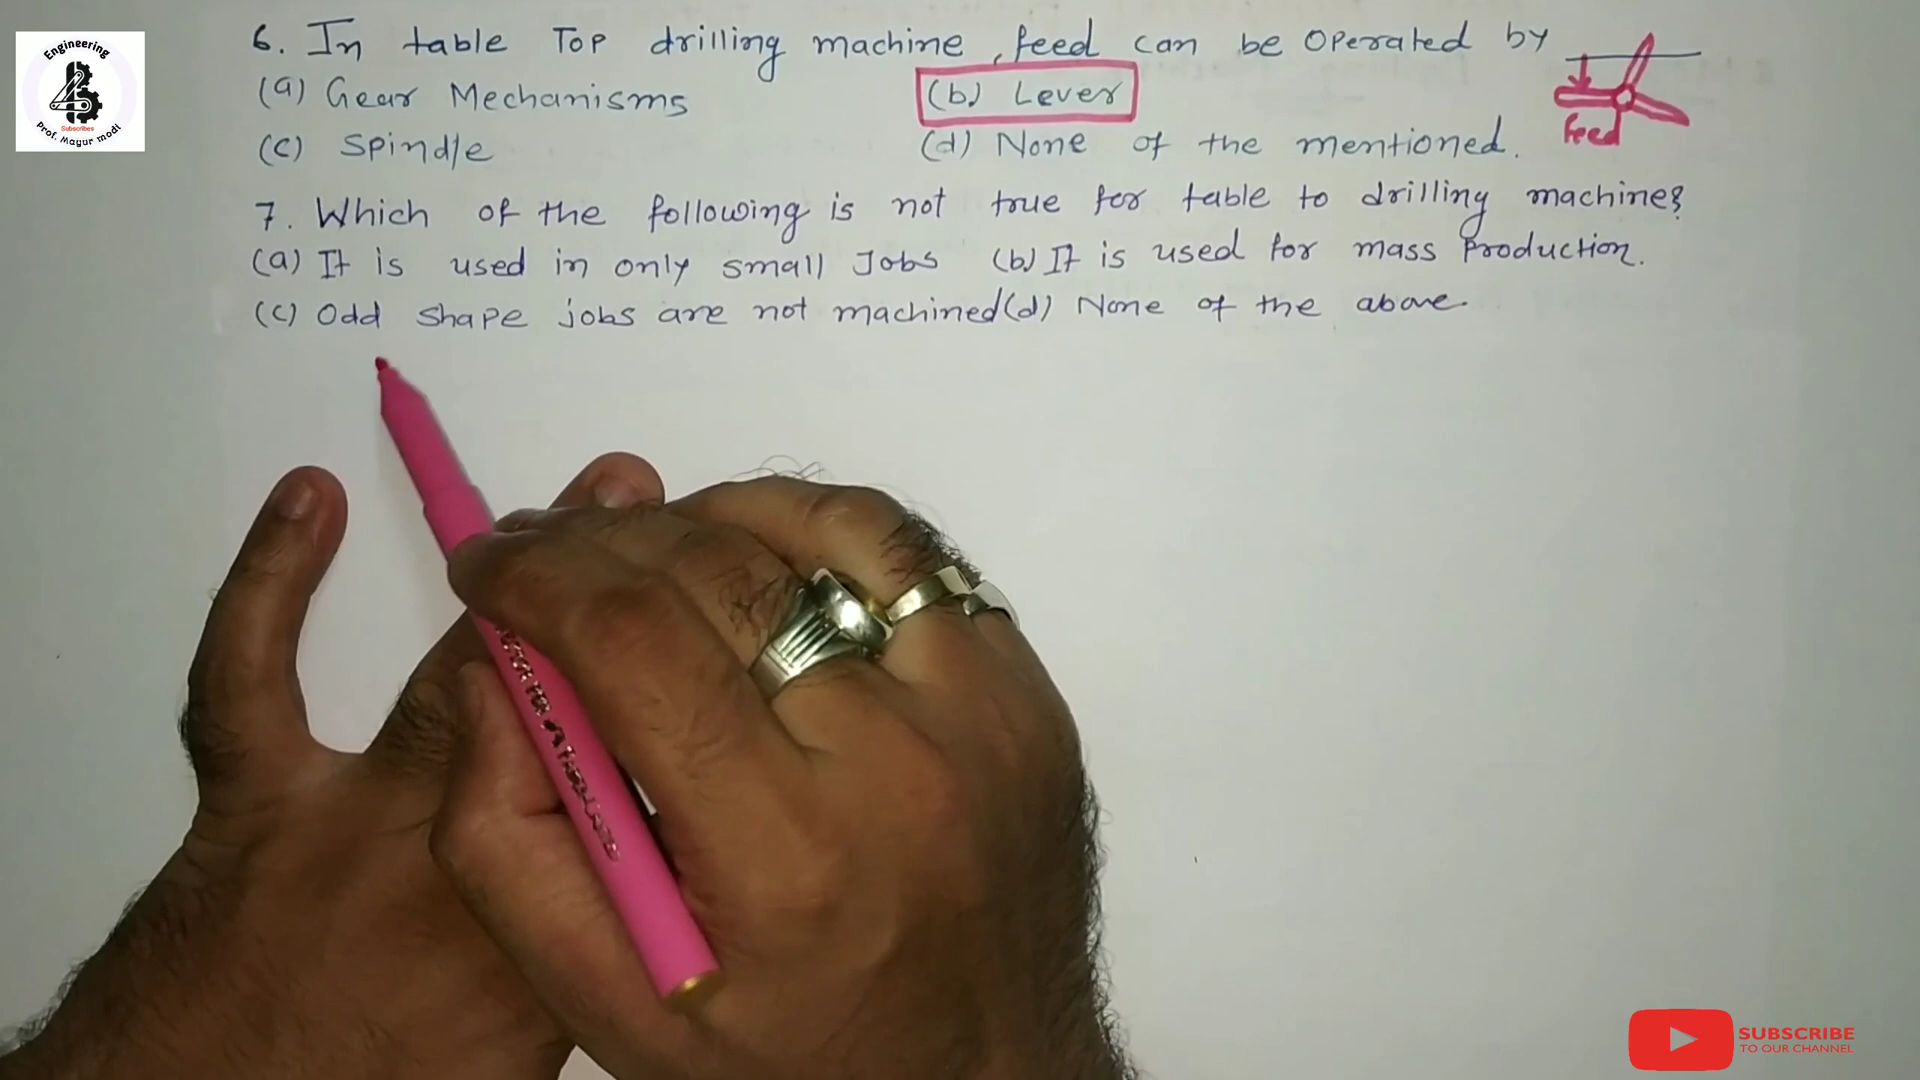 Engineering
Subscribes
Prof. Mayur modi
6. In table Top drilling machine, feed can be operated by
(a) Gear Mechanisms (b) Lever
feed
(c) Spindle (d) None of the mentioned.
7. Which of the following is not true for table to drilling machine?
(a) It is used in only small Jobs (b) It is used for mass Production.
(c) Odd shape jobs are not machined (d) None of the above.
SUBSCRIBE
TO OUR CHANNEL